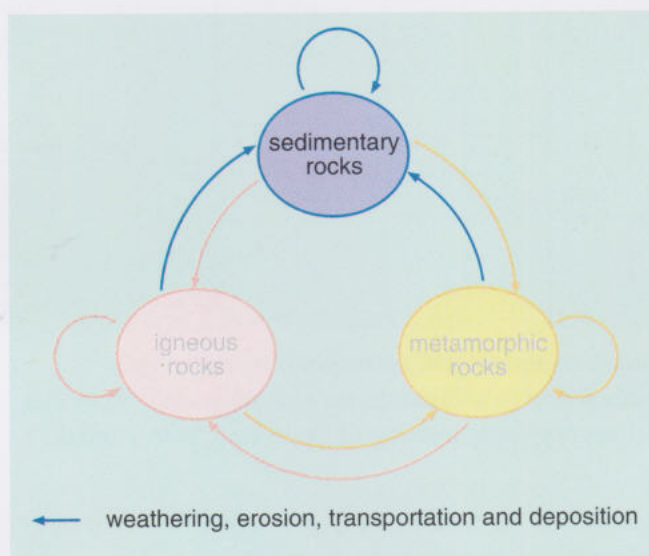 sedimentary
rocks
igneous
rocks
metamorphic
rocks
weathering, erosion, transportation and deposition